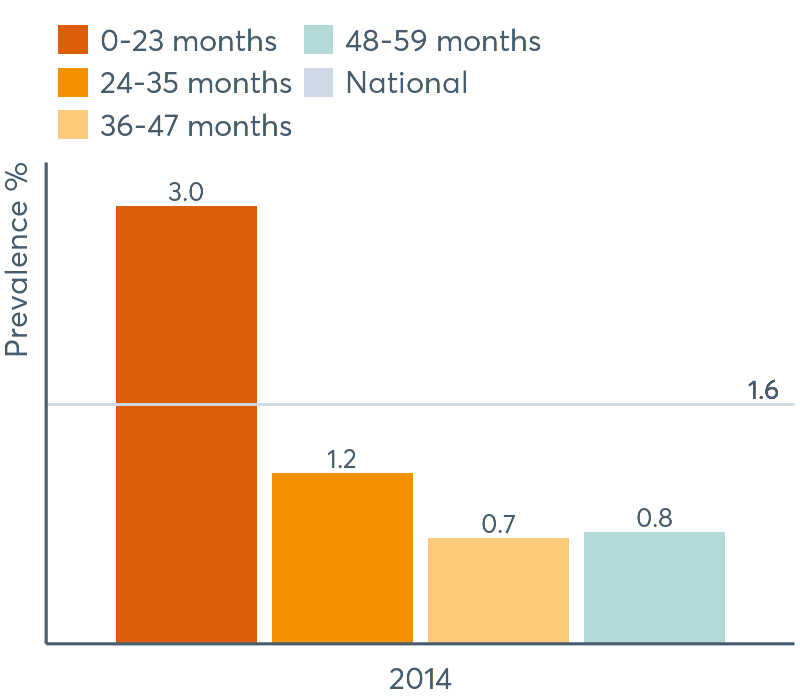 0-23 months
24-35 months
36-47 months
48-59 months
National
Prevalence %
3.0
1.2
0.7
0.8
1.6
2014